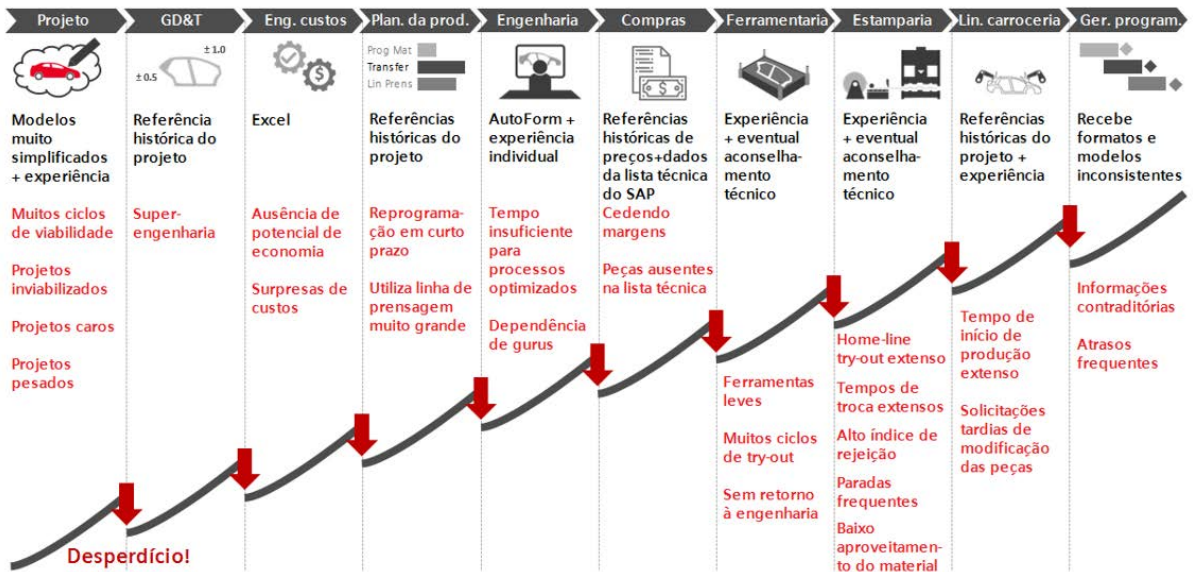 Projeto
GD&T
Eng. custos
Plan. da prod.
Engenharia
Compras
Ferramentaria
Estamparia
Lin. carroceria
Ger. program.
± 1.0
± 0.5
$
Prog Mat
Transfer
Lin Prens
$
Modelos
muito
simplificados
+ experiência
Referência
histórica do
projeto
Excel
Referências
históricas do
projeto
AutoForm +
experiência
individual
Referências
históricas de
preços+dados
da lista técnica
do SAP
Experiência
+ eventual
aconselha-
mento
técnico
Experiência
+ eventual
aconselha-
mento
técnico
Referências
históricas do
projeto +
experiência
Recebe
formatos e
modelos
inconsistentes
Muitos ciclos
de viabilidade
Projetos
inviabilizados
Projetos caros
Projetos
pesados
Super-
engenharia
Ausência de
potencial de
economia
Surpresas de
custos
Reprograma-
ção em curto
prazo
Utiliza linha de
prensagem
muito grande
Tempo
insuficiente
para
processos
optimizados
Dependência
de gurus
Cedendo
margens
Peças ausentes
na lista técnica
Ferramentas
leves
Muitos ciclos
de try-out
Sem retorno
à engenharia
Home-line
try-out extenso
Tempos de
troca extensos
Alto índice de
rejeição
Paradas
frequentes
Baixo
aproveitamen-
to do material
Tempo de
início de
produção
extenso
Solicitações
tardias de
modificação
das peças
Informações
contraditórias
Atrasos
frequentes
Desperdício!